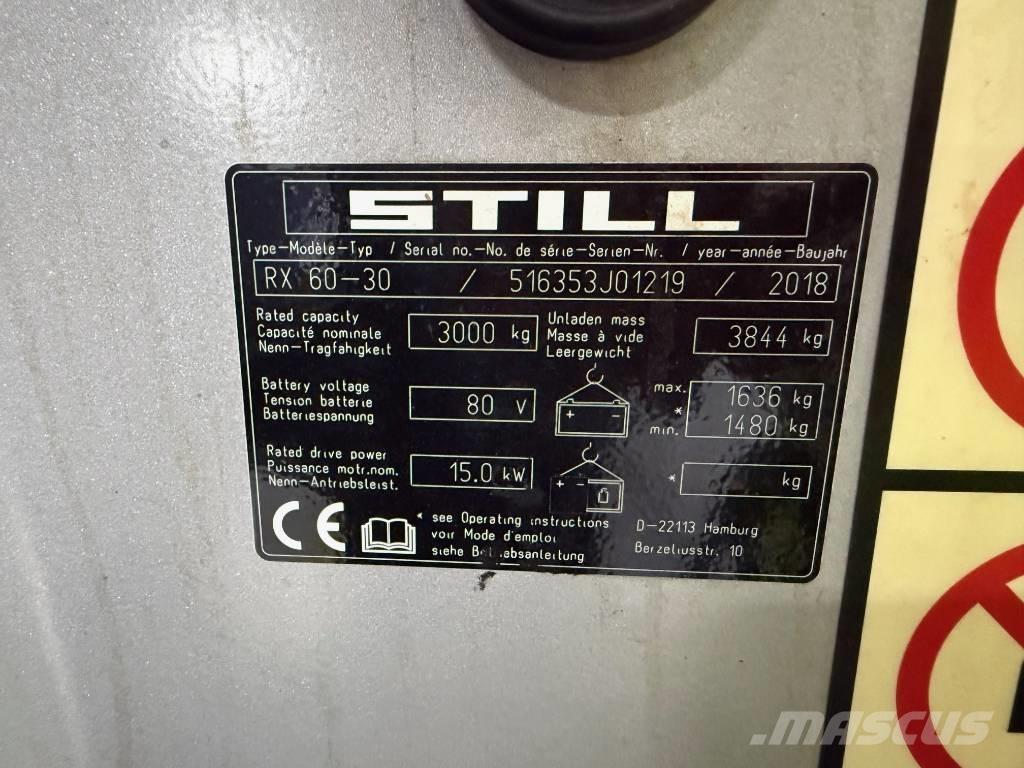 STILL
Type-Modèle-Typ / Serial no.-No. de série-Serien-Nr. / year-année-Baujahr
RX 60-30 / 516353J01219 / 2018
Rated capacity
Capacité nominale
Nenn-Tragfähigkeit
3000 kg
Unladen mass
Masse à vide
Leergewicht
3844 kg
Battery voltage
Tension batterie
Batteriespannung
80 V
+ -
max. 1636 kg
*
min. 1480 kg
Rated drive power
Puissance motr.nom.
Nenn-Antriebsleist.
15.0 kW
+ -
* kg
CE
* see Operating instructions
voir Mode d'emploi
siehe
D-22113 Hamburg
Berzeliusstr. 10
MASCUS